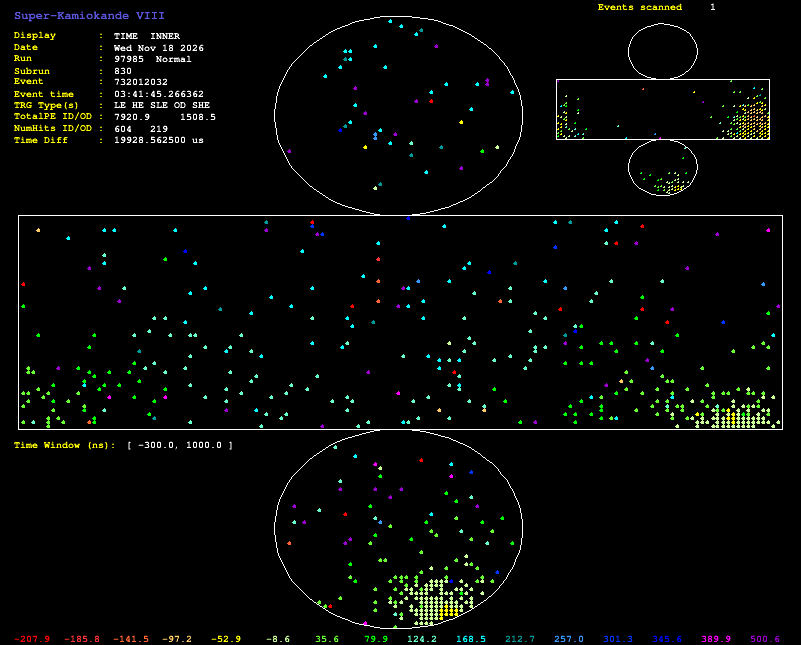 Super-Kamiokande VIII
Events scanned 1
Display : TIME INNER
Date : Wed Nov 18 2026
Run : 97985 Normal
Subrun : 830
Event : 732012032
Event time : 03:41:45.266362
TRG Type(s) : LE HE SLE OD SHE
TotalPE ID/OD : 7920.9 1508.5
NumHits ID/OD : 604 219
Time Diff : 19928.562500 us
Time Window (ns): [ -300.0, 1000.0 ]
-207.9 -185.8 -141.5 -97.2 -52.9 -8.6 35.6 79.9 124.2 168.5 212.7 257.0 301.3 345.6 389.9 500.6